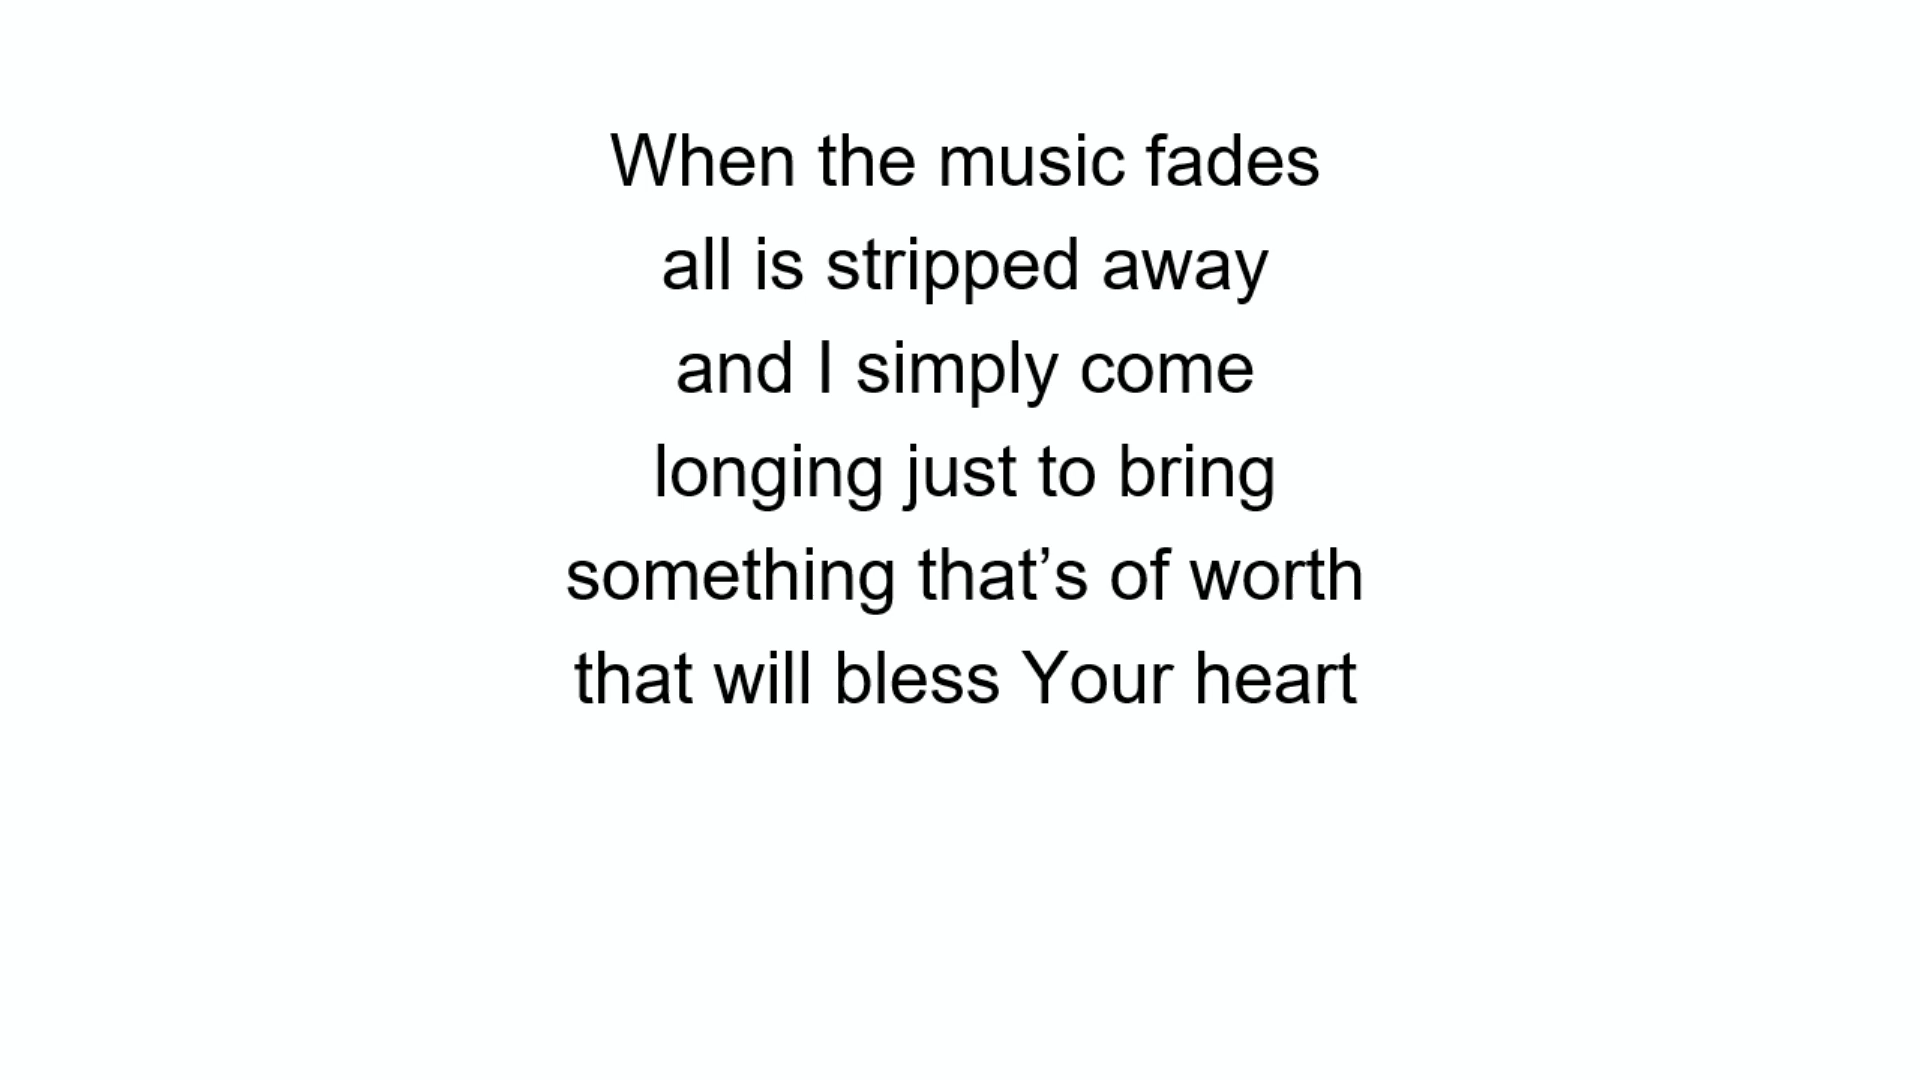 When the music fades
all is stripped away
and I simply come
longing just to bring
something that’s of worth
that will bless Your heart